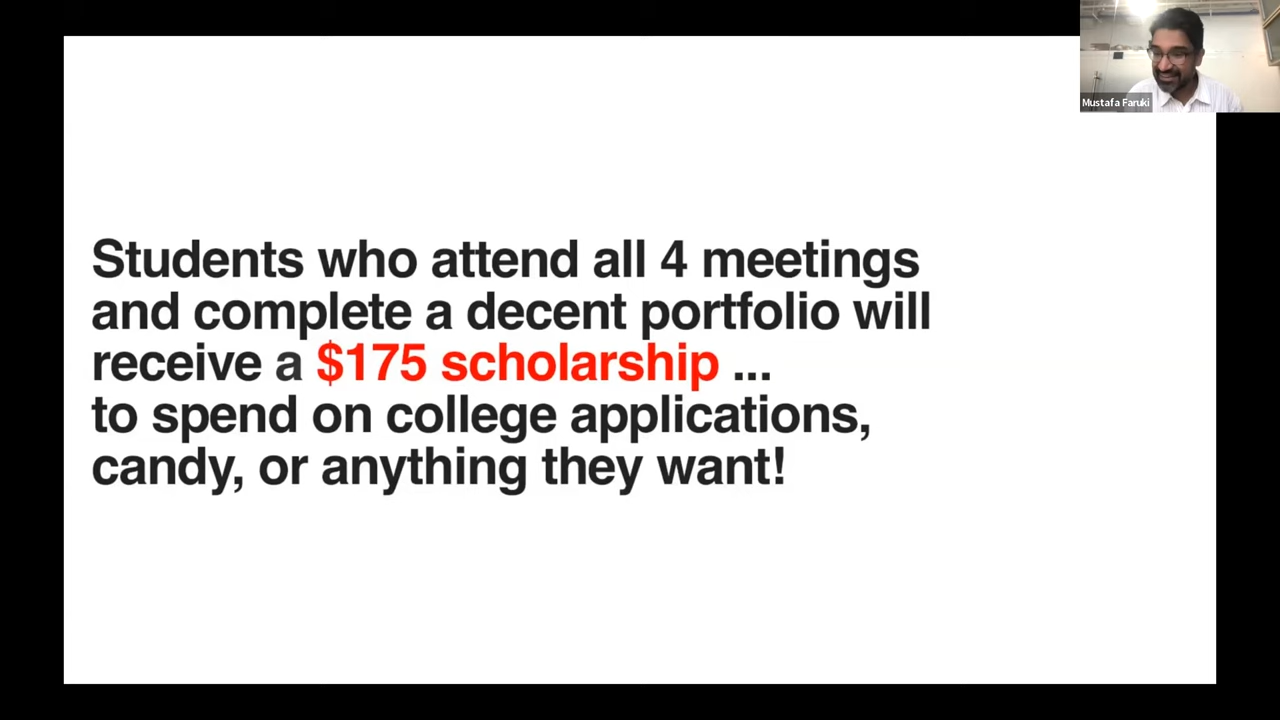 Mustafa Faruki
Students who attend all 4 meetings
and complete a decent portfolio will
receive a $175 scholarship ...
to spend on college applications,
candy, or anything they want!